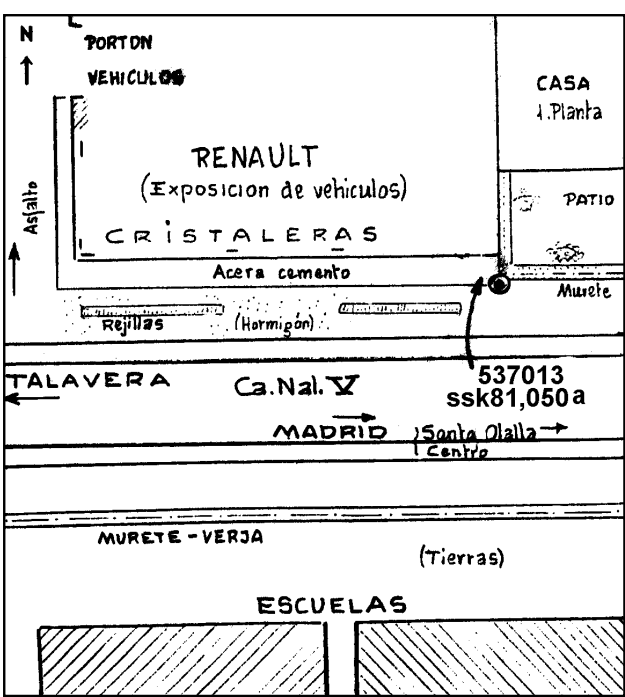 N
PORTON
VEHICULOS
CASA
1.Planta
RENAULT
(Exposicion de vehiculos)
Asfalto
PATIO
CRISTALERAS
Acera cemento
Murete
Rejillas
(Hormigón)
TALAVERA
Ca.Nal. V
537013
ssk81,050a
MADRID
Santa Olalla
Centro
MURETE-VERJA
(Tierras)
ESCUELAS